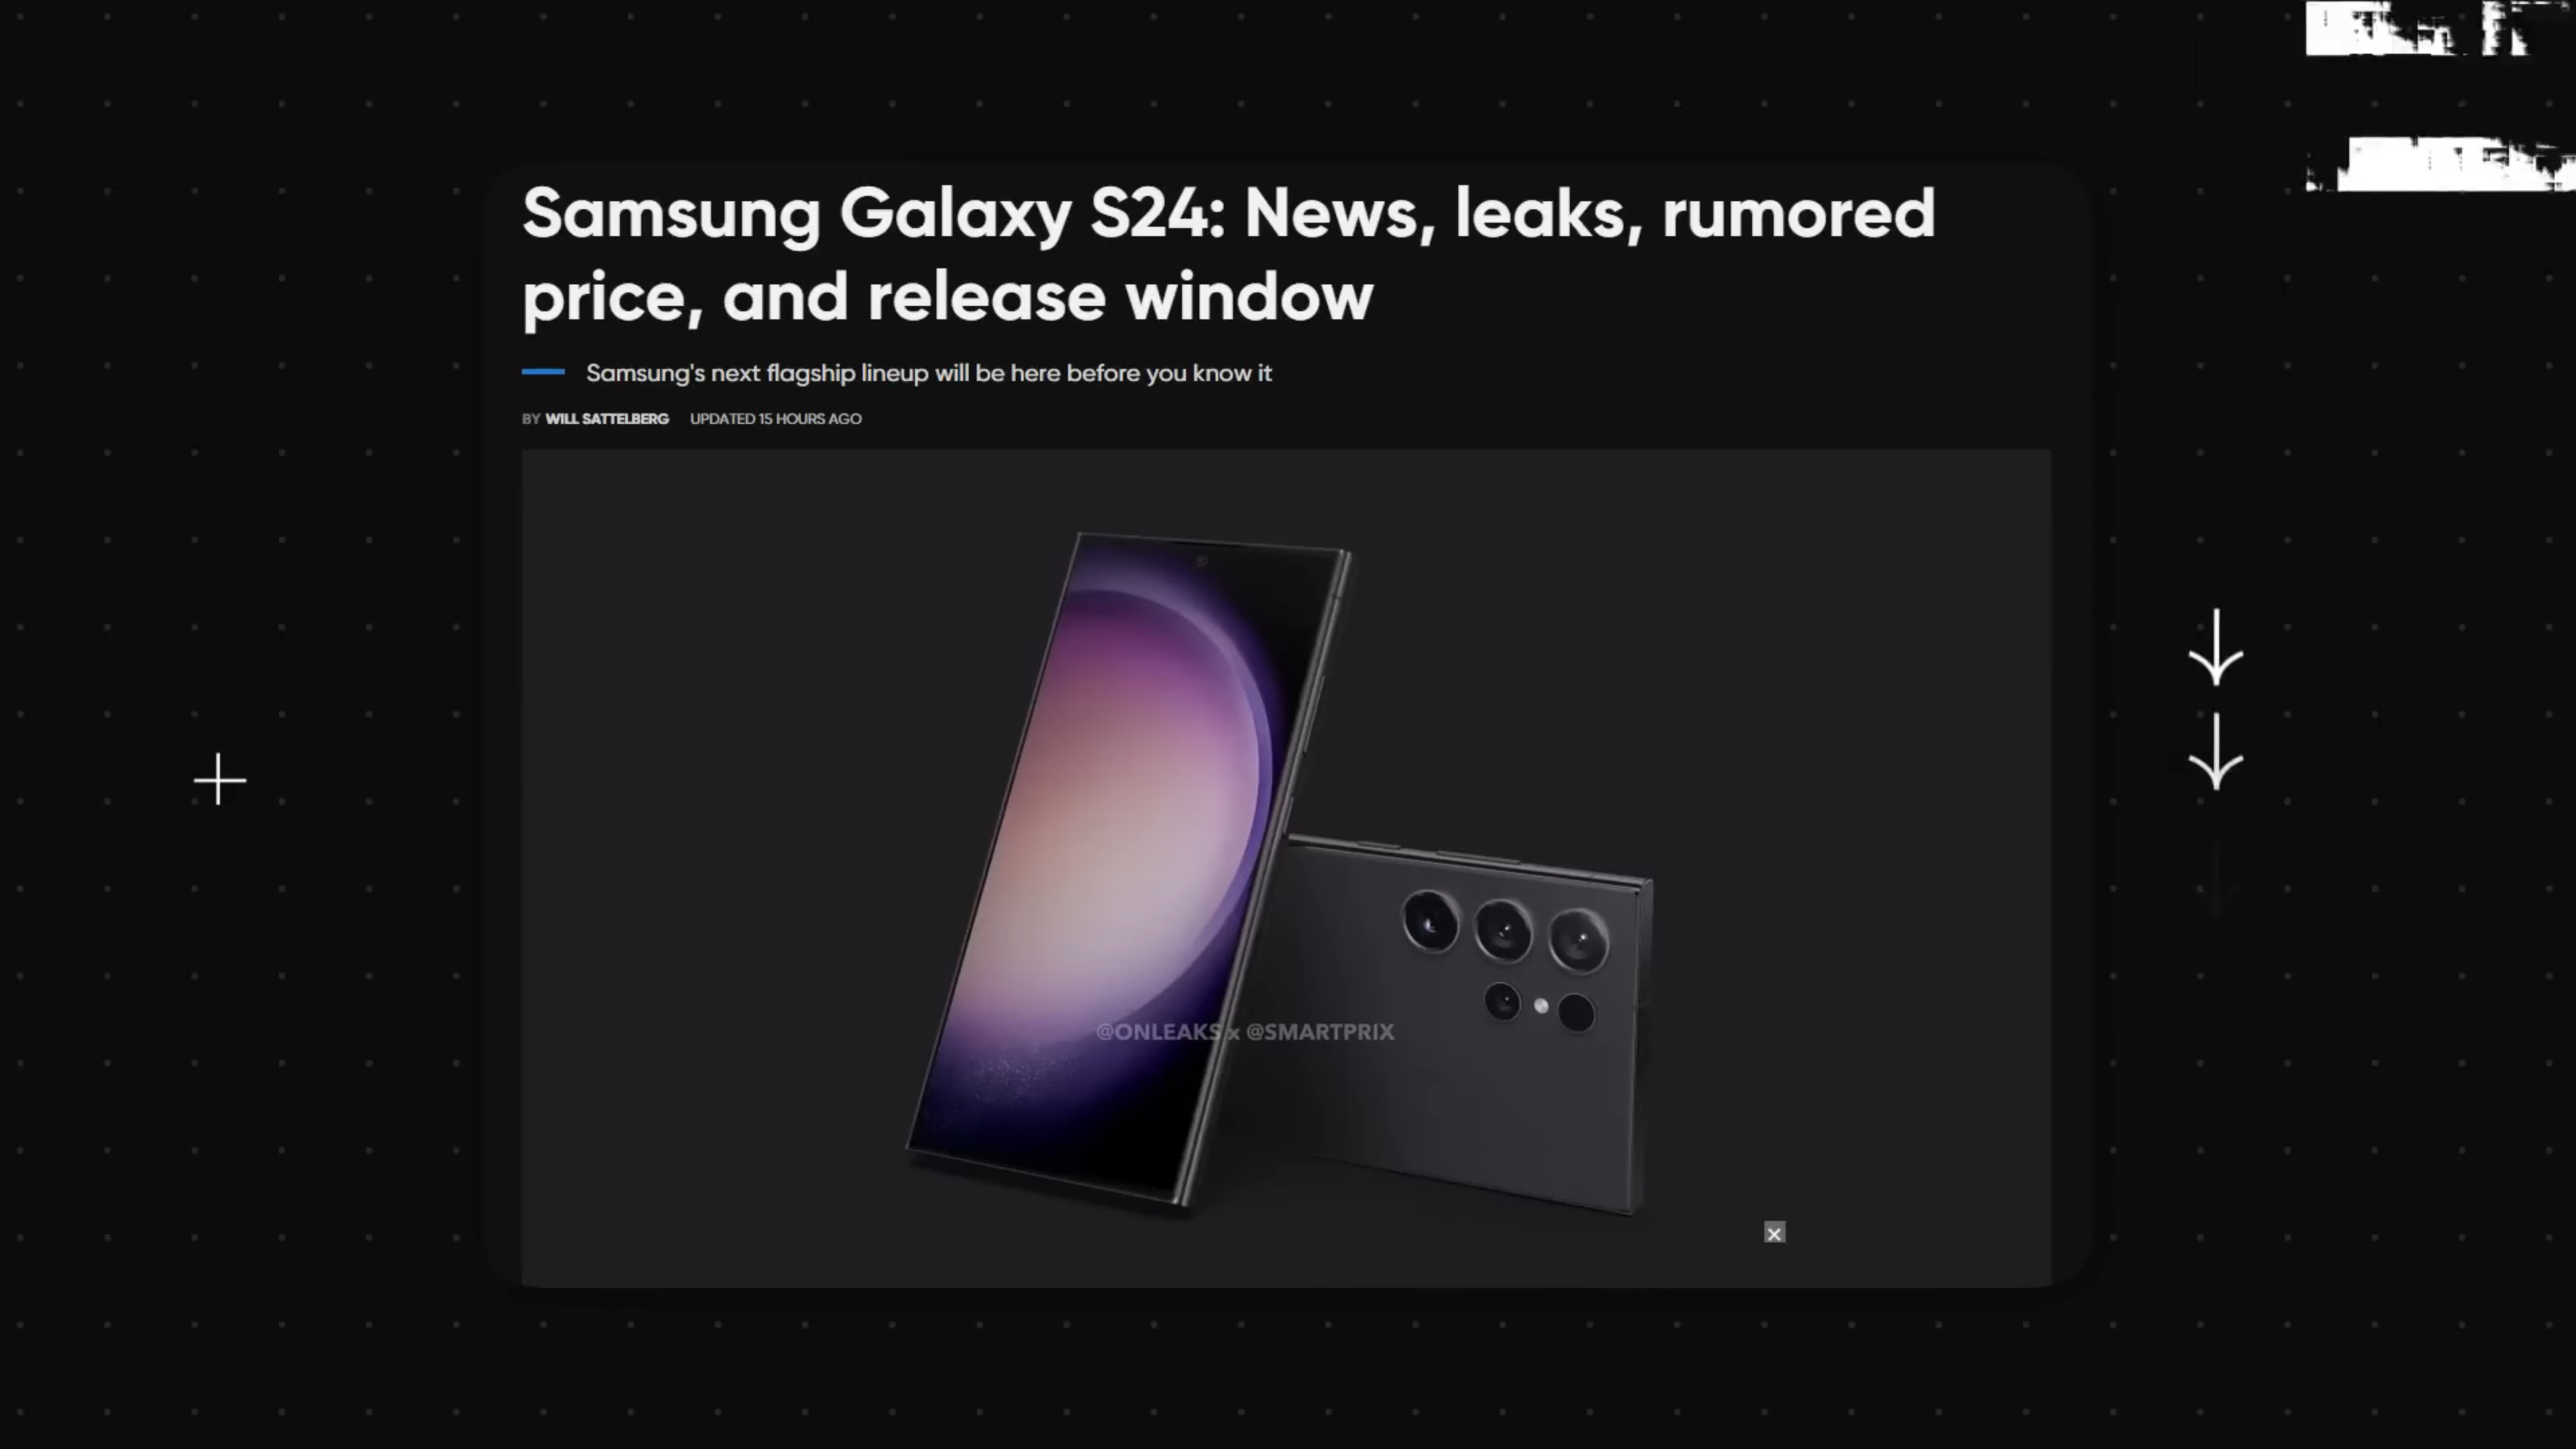 Samsung Galaxy S24: News, leaks, rumored
price, and release window
Samsung's next flagship lineup will be here before you know it
BY WILL SATTELBERG UPDATED 15 HOURS AGO
@ONLEAKS x @SMARTPRIX